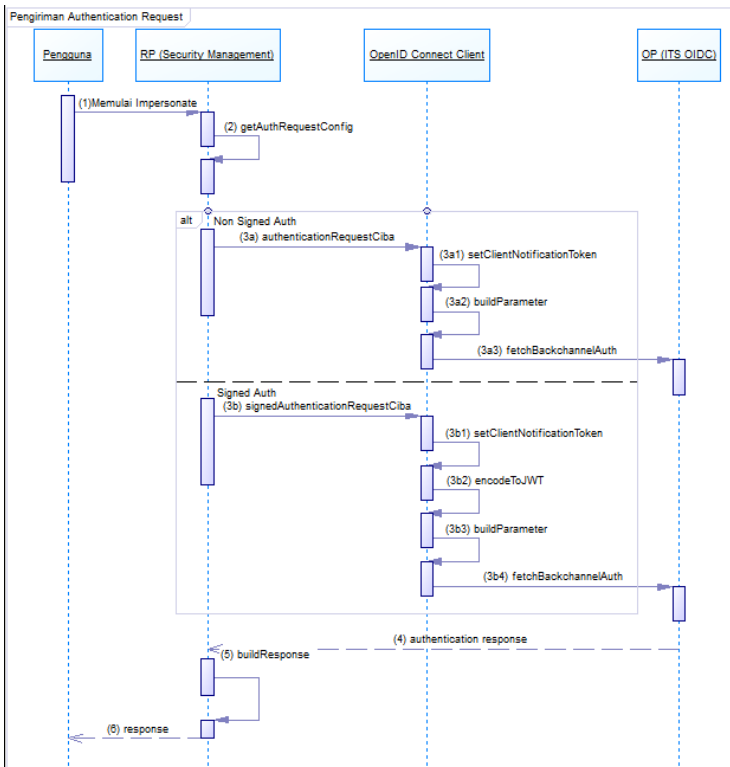 Pengiriman Authentication Request
Pengguna
RP (Security Management)
OpenID Connect Client
OP (ITS OIDC)
(1)Memulai Impersonate
(2) getAuthRequestConfig
alt
Non Signed Auth
(3a) authenticationRequestCiba
(3a1) setClientNotificationToken
(3a2) buildParameter
(3a3) fetchBackchannelAuth
Signed Auth
(3b) signedAuthenticationRequestCiba
(3b1) setClientNotificationToken
(3b2) encodeToJWT
(3b3) buildParameter
(3b4) fetchBackchannelAuth
(4) authentication response
(5) buildResponse
(6) response